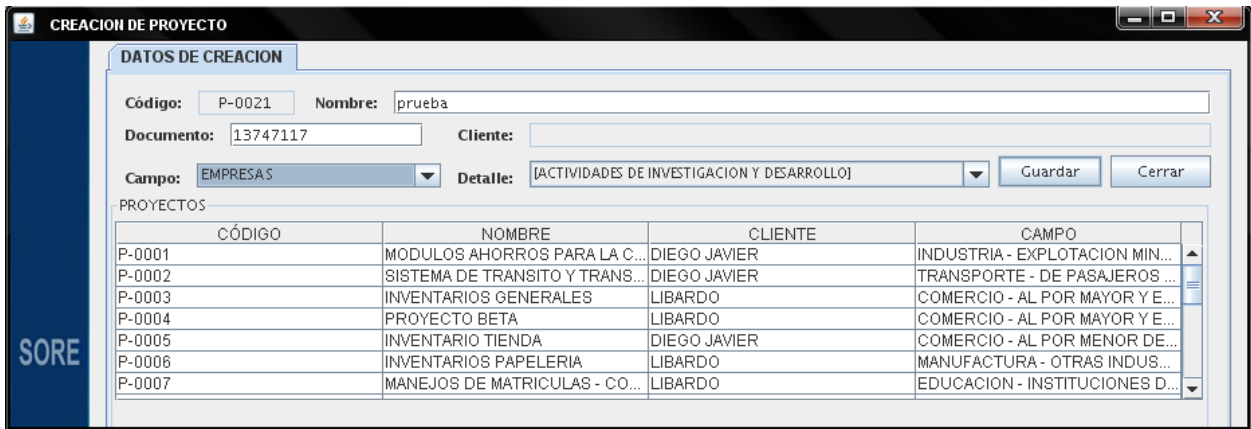 CREACION DE PROYECTO
DATOS DE CREACION
Código: P-0021 Nombre: prueba
Documento: 13747117 Cliente:
Campo: EMPRESAS Detalle: [ACTIVIDADES DE INVESTIGACION Y DESARROLLO] Guardar Cerrar
PROYECTOS
CÓDIGO NOMBRE CLIENTE CAMPO
P-0001 MODULOS AHORROS PARA LA C... DIEGO JAVIER INDUSTRIA - EXPLOTACION MIN...
P-0002 SISTEMA DE TRANSITO Y TRANS... DIEGO JAVIER TRANSPORTE - DE PASAJEROS ...
P-0003 INVENTARIOS GENERALES LIBARDO COMERCIO - AL POR MAYOR Y E...
P-0004 PROYECTO BETA LIBARDO COMERCIO - AL POR MAYOR Y E...
P-0005 INVENTARIO TIENDA DIEGO JAVIER COMERCIO - AL POR MENOR DE...
P-0006 INVENTARIOS PAPELERIA LIBARDO MANUFACTURA - OTRAS INDUS...
P-0007 MANEJOS DE MATRICULAS - CO... LIBARDO EDUCACION - INSTITUCIONES D...
SORE